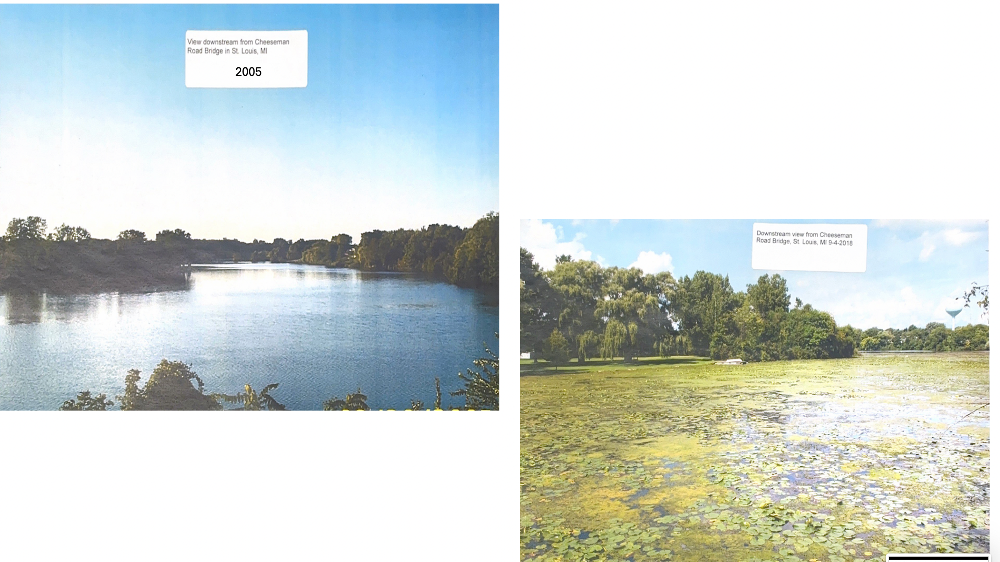 View downstream from Cheeseman
Road Bridge in St. Louis, MI
2005
Downstream view from Cheeseman
Road Bridge, St. Louis, MI 9-4-2018